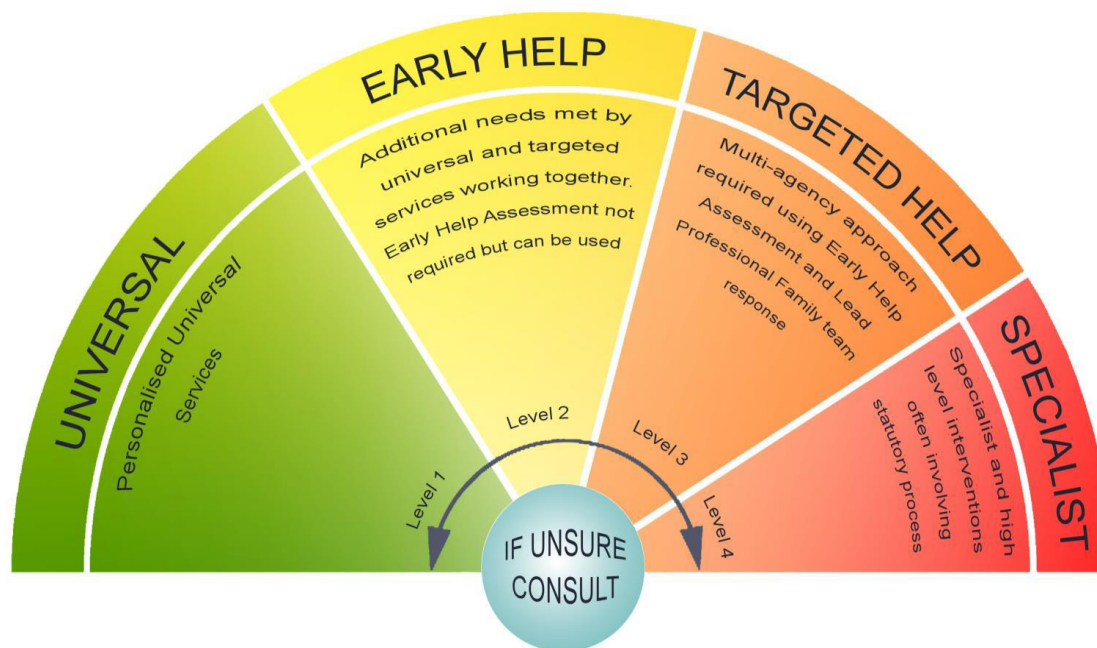 UNIVERSAL
Personalised Universal
Services
Level 1
EARLY HELP
Additional needs met by
universal and targeted
services working together.
Early Help Assessment not
required but can be used
Level 2
TARGETED HELP
Multi-agency approach
required using Early Help
Assessment and Lead
Professional Family team
response
Level 3
SPECIALIST
Specialist and high
level interventions
often involving
statutory process
Level 4
IF UNSURE
CONSULT